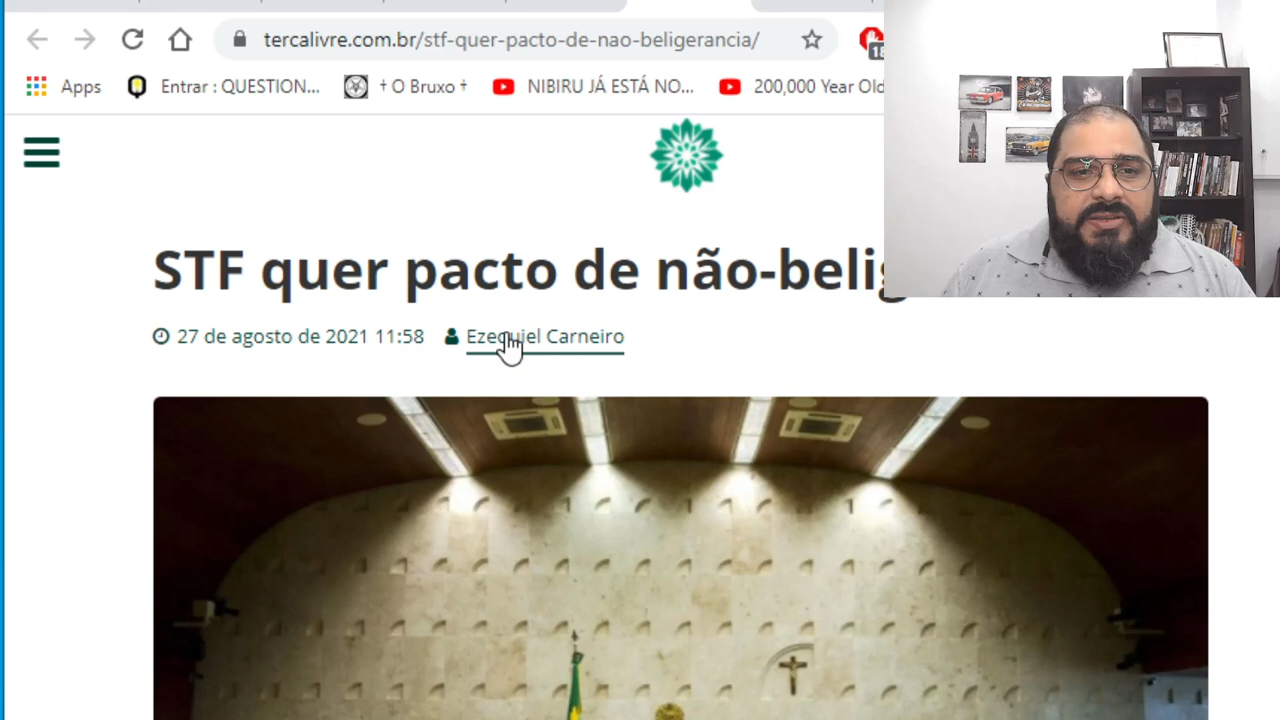 tercalivre.com.br/stf-quer-pacto-de-nao-beligerancia/
18
Apps Entrar : QUESTION... † O Bruxo † NIBIRU JÁ ESTÁ NO... 200,000 Year Old
STF quer pacto de não-belig
27 de agosto de 2021 11:58 Ezequiel Carneiro